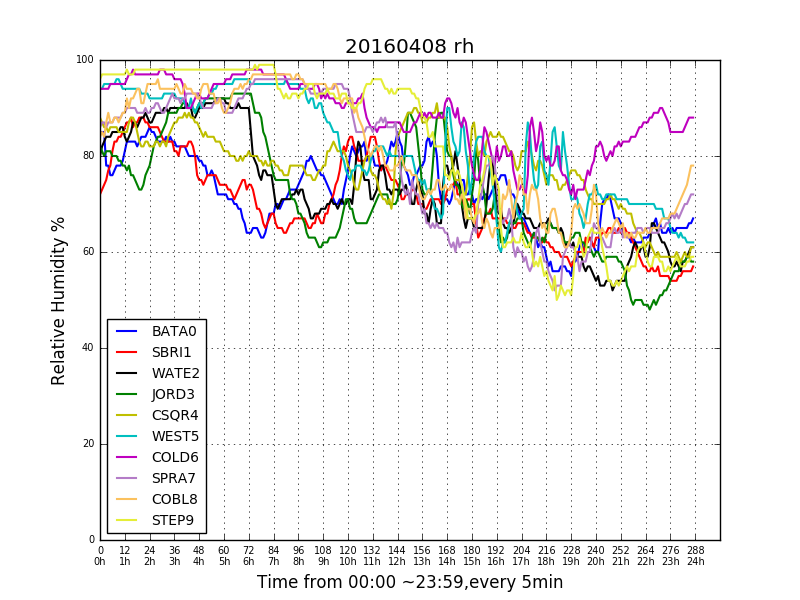 20160408 rh
100
80
60
40
20
0
Relative Humidity %
BATA0
SBRI1
WATE2
JORD3
CSQR4
WEST5
COLD6
SPRA7
COBL8
STEP9
0 12 24 36 48 60 72 84 96 108 120 132 144 156 168 180 192 204 216 228 240 252 264 276 288
0h 1h 2h 3h 4h 5h 6h 7h 8h 9h 10h 11h 12h 13h 14h 15h 16h 17h 18h 19h 20h 21h 22h 23h 24h
Time from 00:00 ~23:59,every 5min